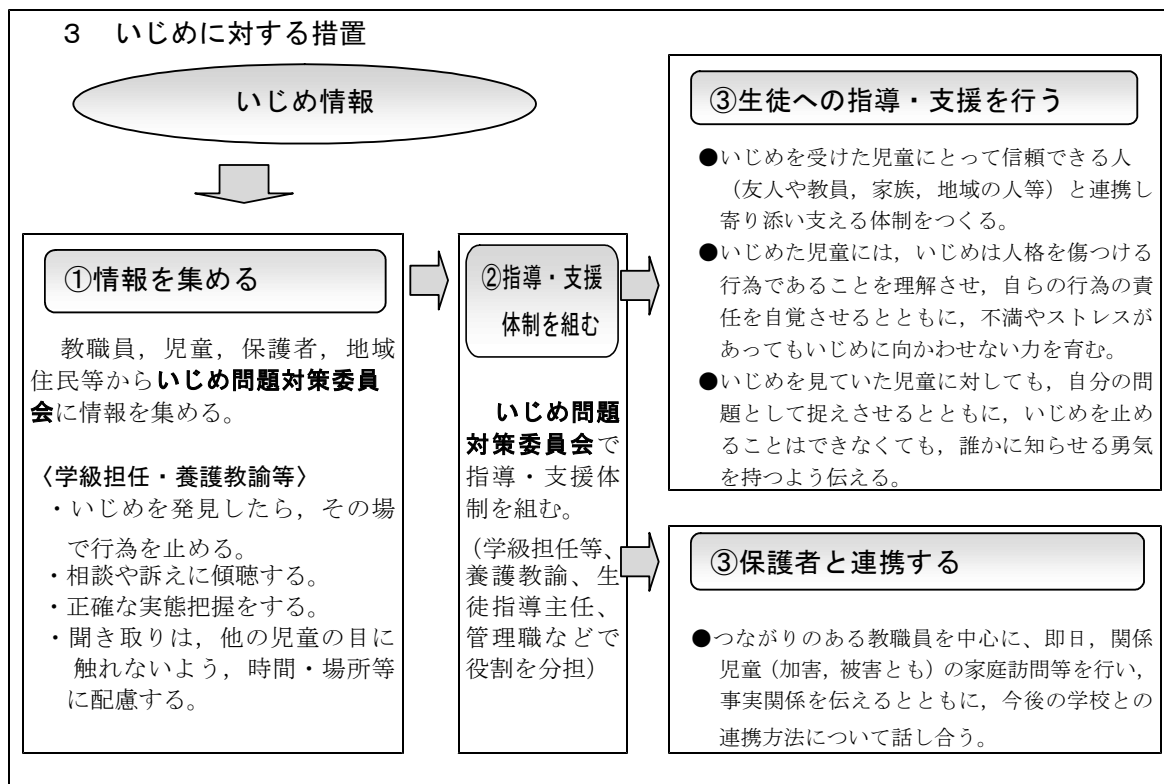 3 いじめに対する措置
いじめ情報
①情報を集める
教職員，児童，保護者，地域
住民等からいじめ問題対策委員
会に情報を集める。
〈学級担任・養護教諭等〉
・いじめを発見したら，その場
で行為を止める。
・相談や訴えに傾聴する。
・正確な実態把握をする。
・聞き取りは，他の児童の目に
触れないよう，時間・場所等
に配慮する。
②指導・支援
体制を組む
いじめ問題
対策委員会で
指導・支援体
制を組む。
（学級担任等、
養護教諭、生
徒指導主任、
管理職などで
役割を分担）
③生徒への指導・支援を行う
●いじめを受けた児童にとって信頼できる人
（友人や教員，家族，地域の人等）と連携し
寄り添い支える体制をつくる。
●いじめた児童には，いじめは人格を傷つける
行為であることを理解させ，自らの行為の責
任を自覚させるとともに，不満やストレスが
あってもいじめに向かわせない力を育む。
●いじめを見ていた児童に対しても，自分の問
題として捉えさせるとともに，いじめを止め
ることはできなくても，誰かに知らせる勇気
を持つよう伝える。
③保護者と連携する
●つながりのある教職員を中心に、即日，関係
児童（加害，被害とも）の家庭訪問等を行い，
事実関係を伝えるとともに，今後の学校との
連携方法について話し合う。